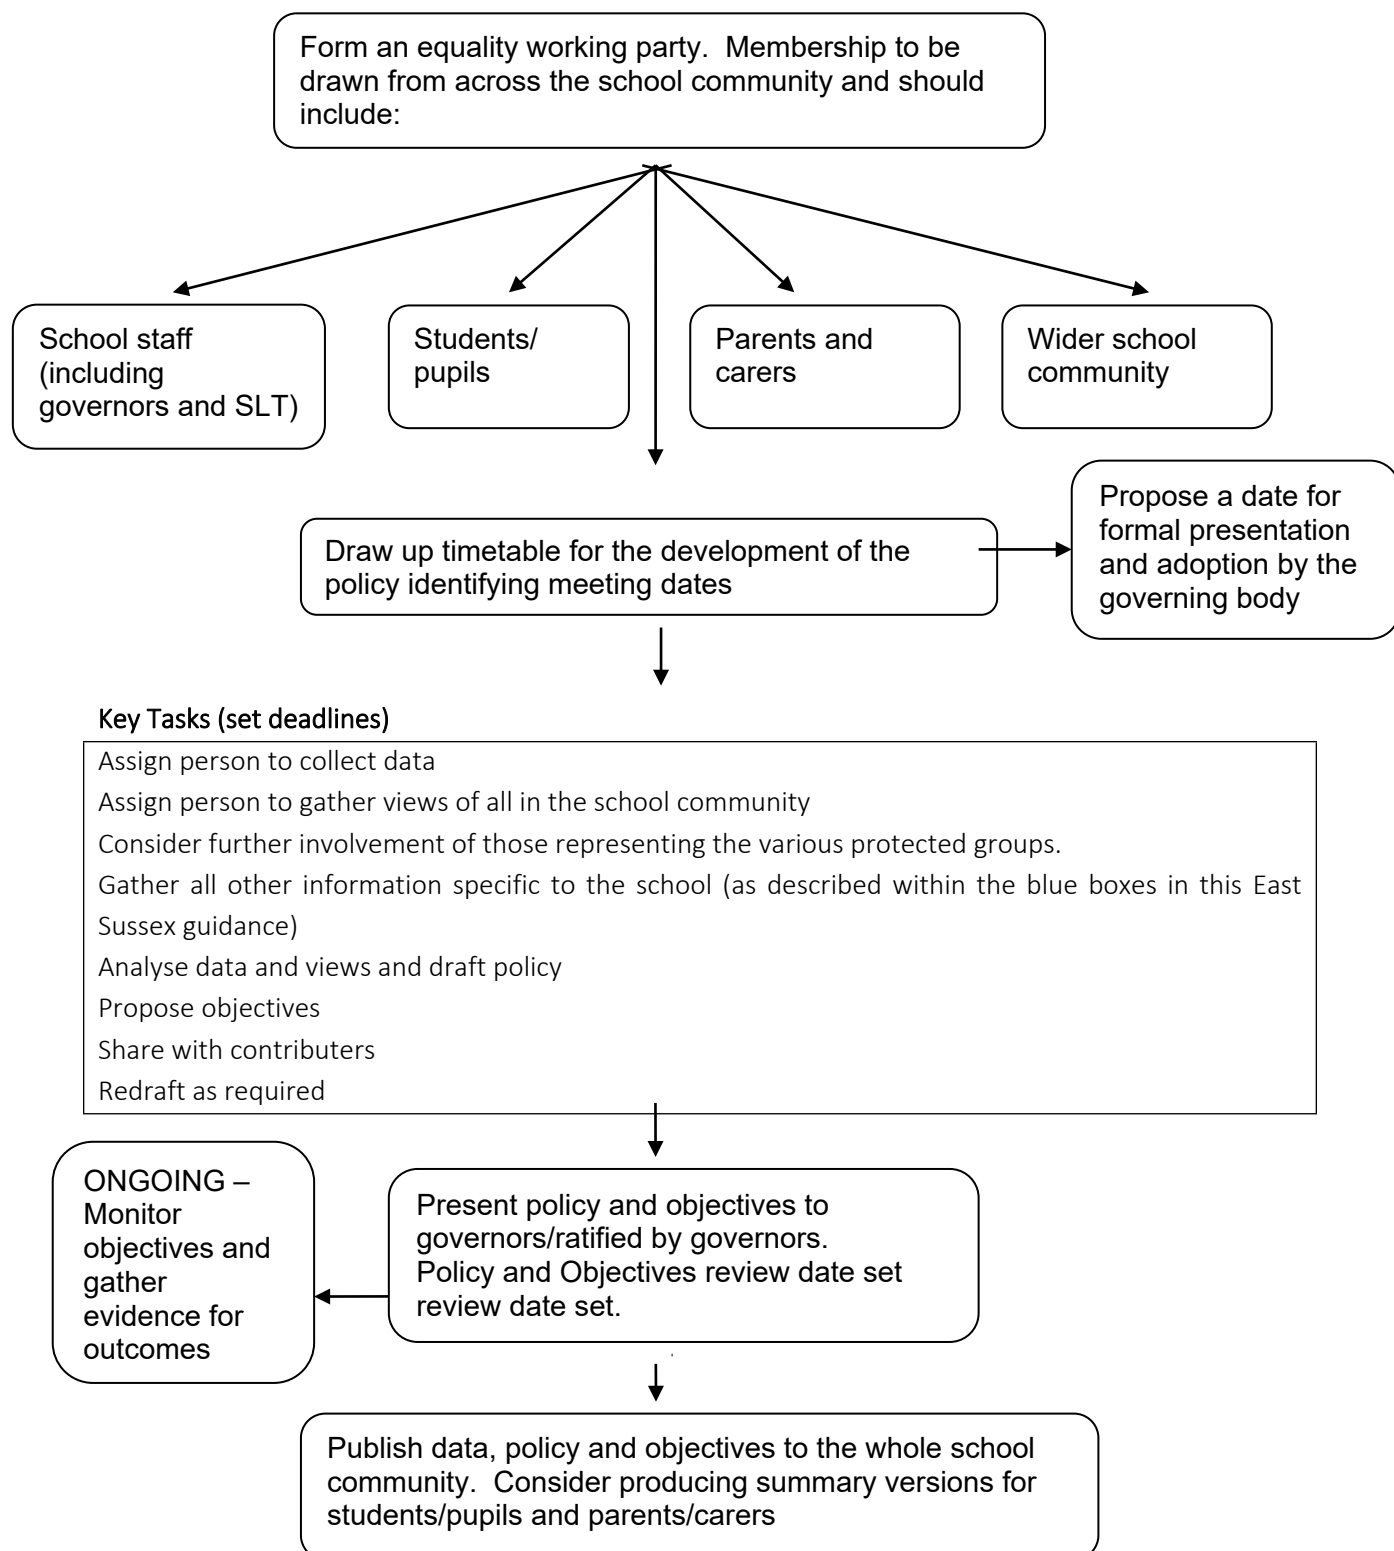 Form an equality working party.  Membership to be
drawn from across the school community and should
include:
School staff
(including
governors and SLT)
Students/
pupils
Parents and
carers
Wider school
community
Propose a date for
formal presentation
and adoption by the
governing body
Draw up timetable for the development of the
policy identifying meeting dates
Key Tasks (set deadlines)
Assign person to collect data
Assign person to gather views of all in the school community
Consider further involvement of those representing the various protected groups.
Gather all other information specific to the school (as described within the blue boxes in this East
Sussex guidance)
Analyse data and views and draft policy
Propose objectives
Share with contributers
Redraft as required
ONGOING –
Monitor
objectives and
gather
evidence for
outcomes
Present policy and objectives to
governors/ratified by governors.
Policy and Objectives review date set
review date set.
Publish data, policy and objectives to the whole school
community.  Consider producing summary versions for
students/pupils and parents/carers